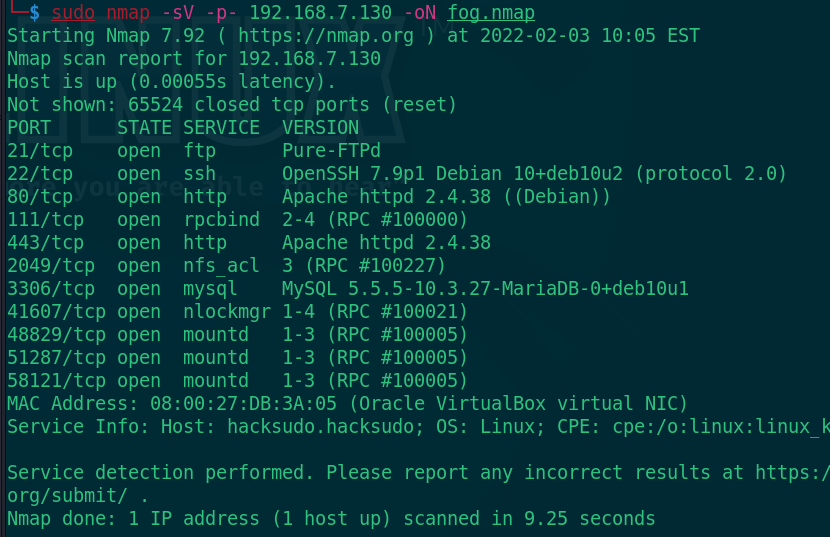 └─$ sudo nmap -sV -p- 192.168.7.130 -oN fog.nmap
Starting Nmap 7.92 ( https://nmap.org ) at 2022-02-03 10:05 EST
Nmap scan report for 192.168.7.130
Host is up (0.00055s latency).
Not shown: 65524 closed tcp ports (reset)
PORT      STATE SERVICE  VERSION
21/tcp    open  ftp      Pure-FTPd
22/tcp    open  ssh      OpenSSH 7.9p1 Debian 10+deb10u2 (protocol 2.0)
80/tcp    open  http     Apache httpd 2.4.38 ((Debian))
111/tcp   open  rpcbind  2-4 (RPC #100000)
443/tcp   open  http     Apache httpd 2.4.38
2049/tcp  open  nfs_acl  3 (RPC #100227)
3306/tcp  open  mysql    MySQL 5.5.5-10.3.27-MariaDB-0+deb10u1
41607/tcp open  nlockmgr 1-4 (RPC #100021)
48829/tcp open  mountd   1-3 (RPC #100005)
51287/tcp open  mountd   1-3 (RPC #100005)
58121/tcp open  mountd   1-3 (RPC #100005)
MAC Address: 08:00:27:DB:3A:05 (Oracle VirtualBox virtual NIC)
Service Info: Host: hacksudo.hacksudo; OS: Linux; CPE: cpe:/o:linux:linux_k
Service detection performed. Please report any incorrect results at https:/
org/submit/ .
Nmap done: 1 IP address (1 host up) scanned in 9.25 seconds